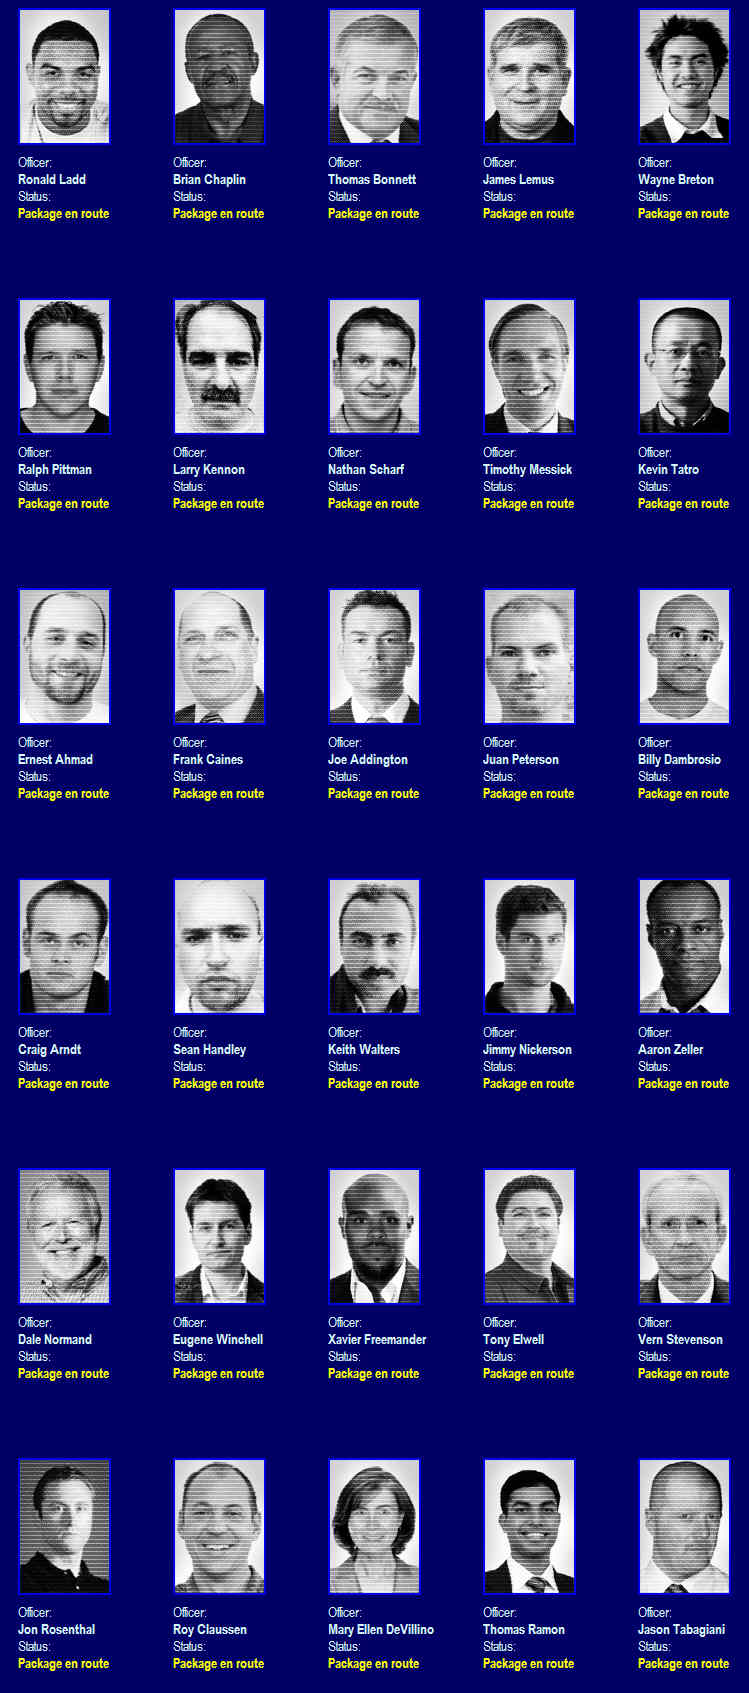 Officer:
Ronald Ladd
Status:
Package en route
Officer:
Brian Chaplin
Status:
Package en route
Officer:
Thomas Bonnett
Status:
Package en route
Officer:
James Lemus
Status:
Package en route
Officer:
Wayne Breton
Status:
Package en route
Officer:
Ralph Pittman
Status:
Package en route
Officer:
Larry Kennon
Status:
Package en route
Officer:
Nathan Scharf
Status:
Package en route
Officer:
Timothy Messick
Status:
Package en route
Officer:
Kevin Tatro
Status:
Package en route
Officer:
Ernest Ahmad
Status:
Package en route
Officer:
Frank Caines
Status:
Package en route
Officer:
Joe Addington
Status:
Package en route
Officer:
Juan Peterson
Status:
Package en route
Officer:
Billy Dambrosio
Status:
Package en route
Officer:
Craig Arndt
Status:
Package en route
Officer:
Sean Handley
Status:
Package en route
Officer:
Keith Walters
Status:
Package en route
Officer:
Jimmy Nickerson
Status:
Package en route
Officer:
Aaron Zeller
Status:
Package en route
Officer:
Dale Normand
Status:
Package en route
Officer:
Eugene Winchell
Status:
Package en route
Officer:
Xavier Freemander
Status:
Package en route
Officer:
Tony Elwell
Status:
Package en route
Officer:
Vern Stevenson
Status:
Package en route
Officer:
Jon Rosenthal
Status:
Package en route
Officer:
Roy Claussen
Status:
Package en route
Officer:
Mary Ellen DeVillino
Status:
Package en route
Officer:
Thomas Ramon
Status:
Package en route
Officer:
Jason Tabagiani
Status:
Package en route